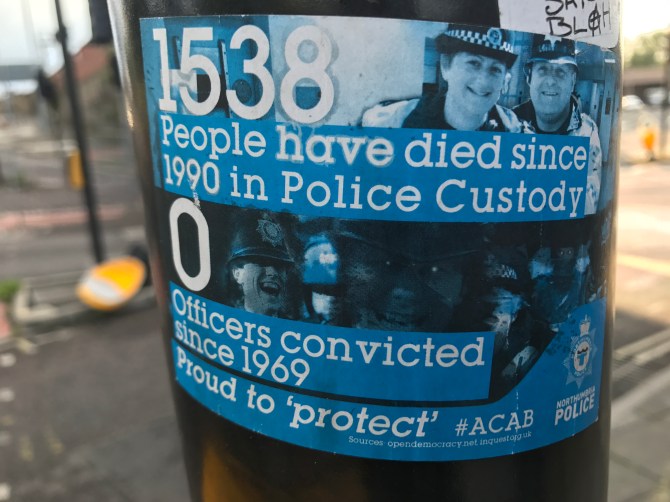 BLAH
1538
People have died since
1990 in Police Custody
0
Officers convicted
since 1969
Proud to 'protect' #ACAB
Sources: opendemocracy.net, inquest.org.uk
NORTHUMBRIA
POLICE